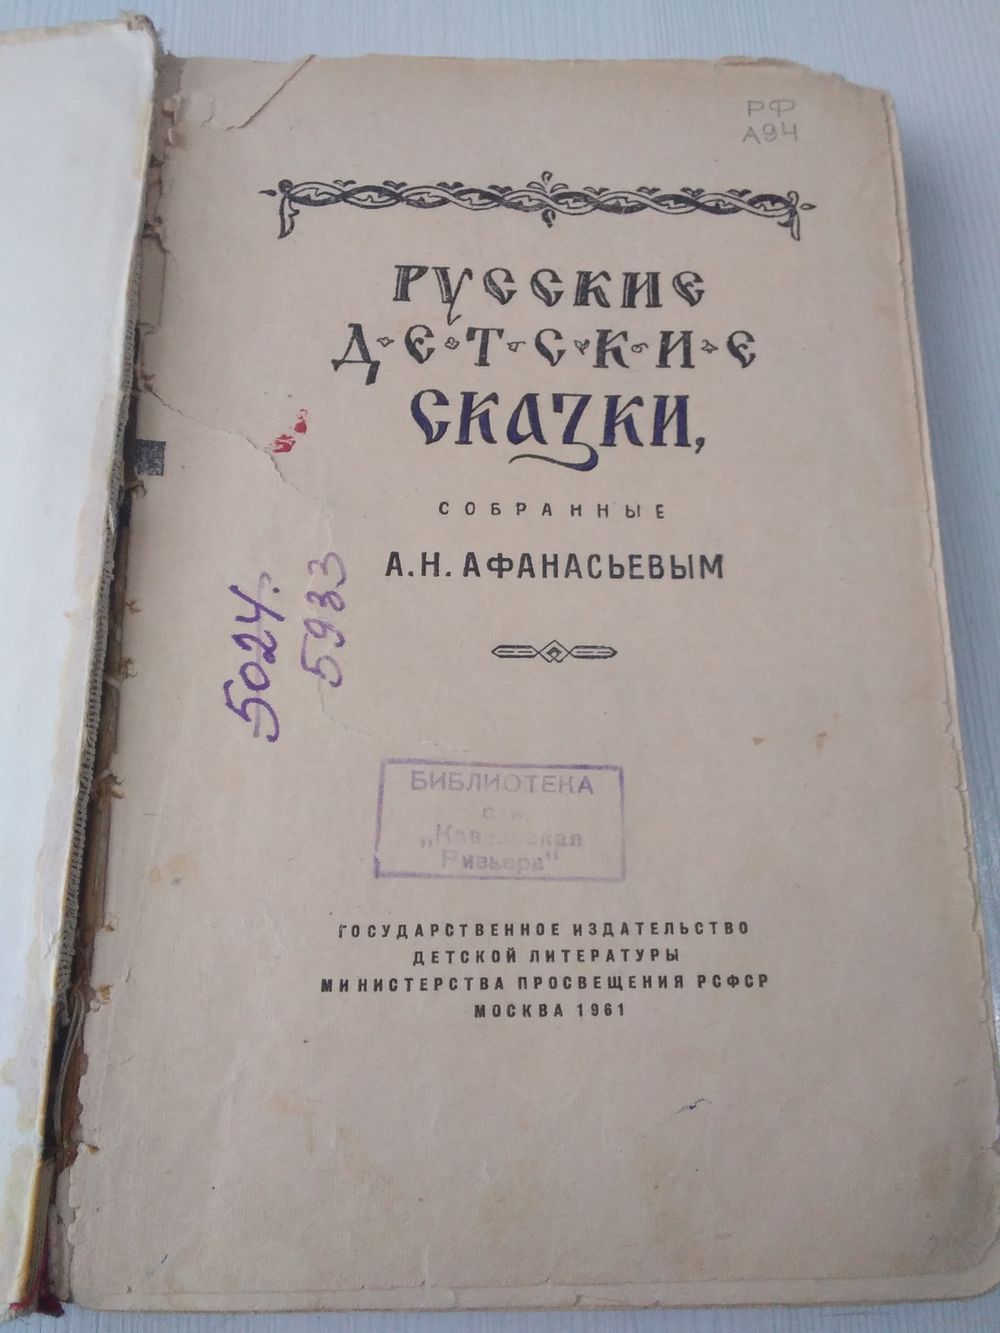 РФ
А94
РУССКИЕ
ДЕТСКИЕ
СКАЗКИ,
СОБРАННЫЕ
А.Н. АФАНАСЬЕВЫМ
5024.
5933
БИБЛИОТЕКА
Ривьера"
ГОСУДАРСТВЕННОЕ ИЗДАТЕЛЬСТВО
ДЕТСКОЙ ЛИТЕРАТУРЫ
МИНИСТЕРСТВА ПРОСВЕЩЕНИЯ РСФСР
МОСКВА 1961